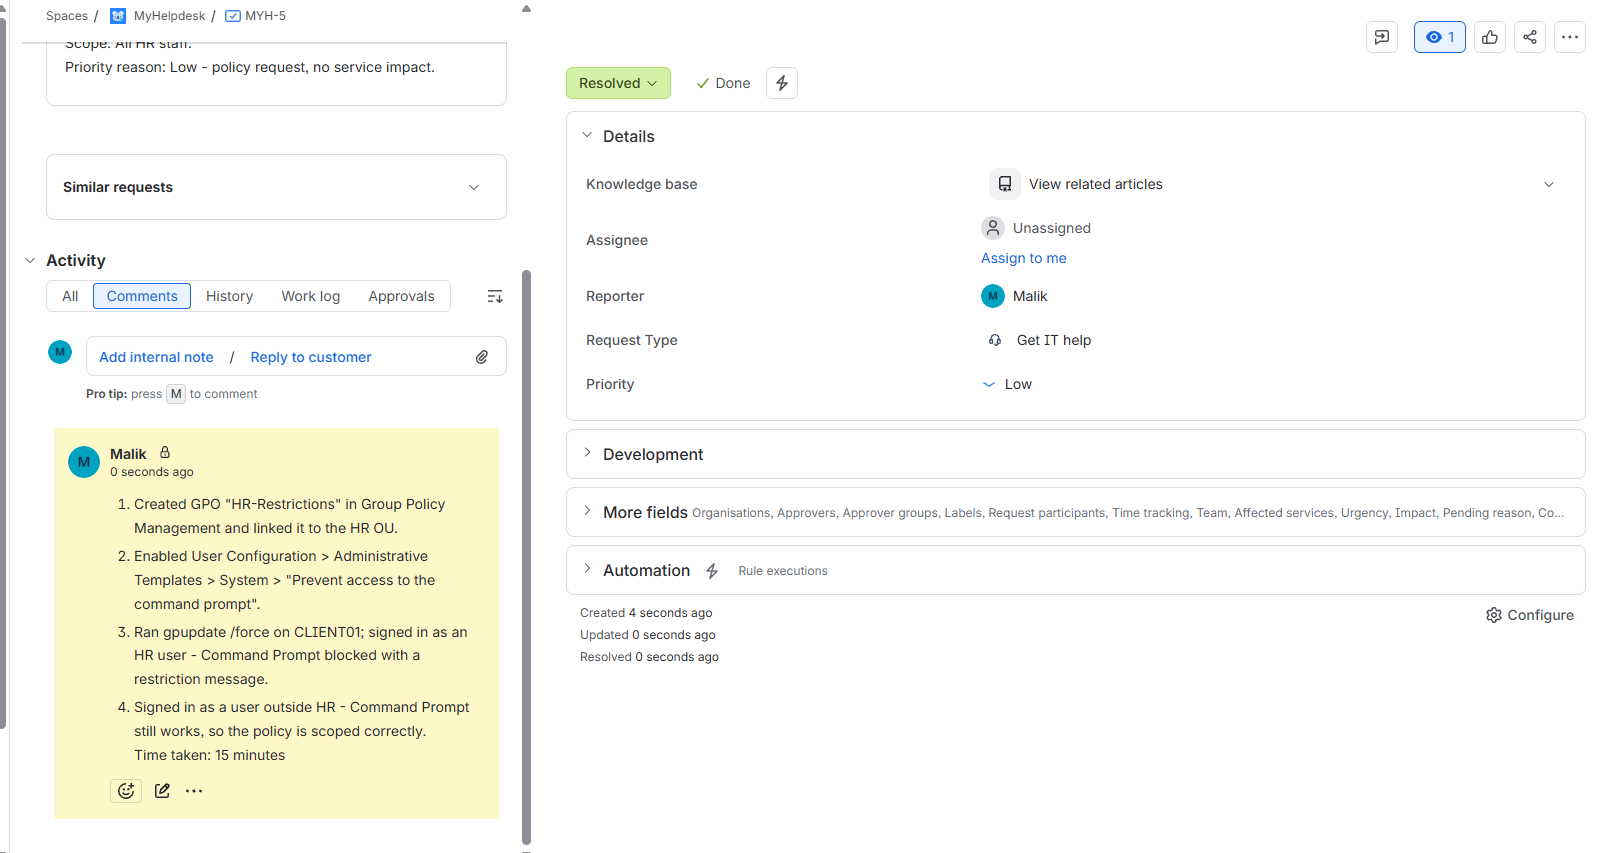 Spaces / MyHelpdesk / MYH-5
Scope: All HR staff.
Priority reason: Low - policy request, no service impact.
Similar requests
Activity
All Comments History Work log Approvals
M Add internal note / Reply to customer
Pro tip: press M to comment
M Malik
0 seconds ago
1. Created GPO "HR-Restrictions" in Group Policy
Management and linked it to the HR OU.
2. Enabled User Configuration > Administrative
Templates > System > "Prevent access to the
command prompt".
3. Ran gpupdate /force on CLIENT01; signed in as an
HR user - Command Prompt blocked with a
restriction message.
4. Signed in as a user outside HR - Command Prompt
still works, so the policy is scoped correctly.
Time taken: 15 minutes
1
Resolved Done
Details
Knowledge base View related articles
Assignee Unassigned
Assign to me
Reporter M Malik
Request Type Get IT help
Priority Low
Development
More fields Organisations, Approvers, Approver groups, Labels, Request participants, Time tracking, Team, Affected services, Urgency, Impact, Pending reason, Co...
Automation Rule executions
Created 4 seconds ago
Updated 0 seconds ago
Resolved 0 seconds ago
Configure